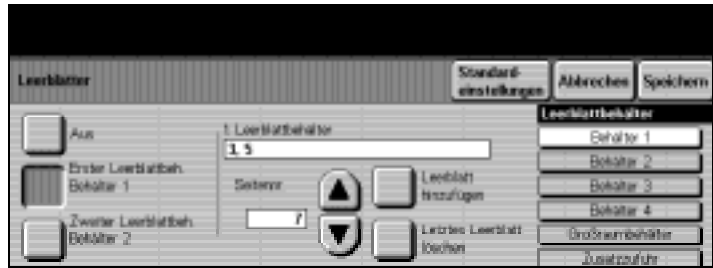 Leerblätter
Standard-
einstellungen
Abbrechen
Speichern
Aus
Erster Leerblattbeh.
Behälter 1
Zweiter Leerblattbeh.
Behälter 2
1. Leerblattbehälter
3, 5
Seitennr
7
Leerblatt
hinzufügen
Letztes Leerblatt
löschen
Leerblattbehälter
Behälter 1
Behälter 2
Behälter 3
Behälter 4
Großraumbehälter
Zusatzzufuhr